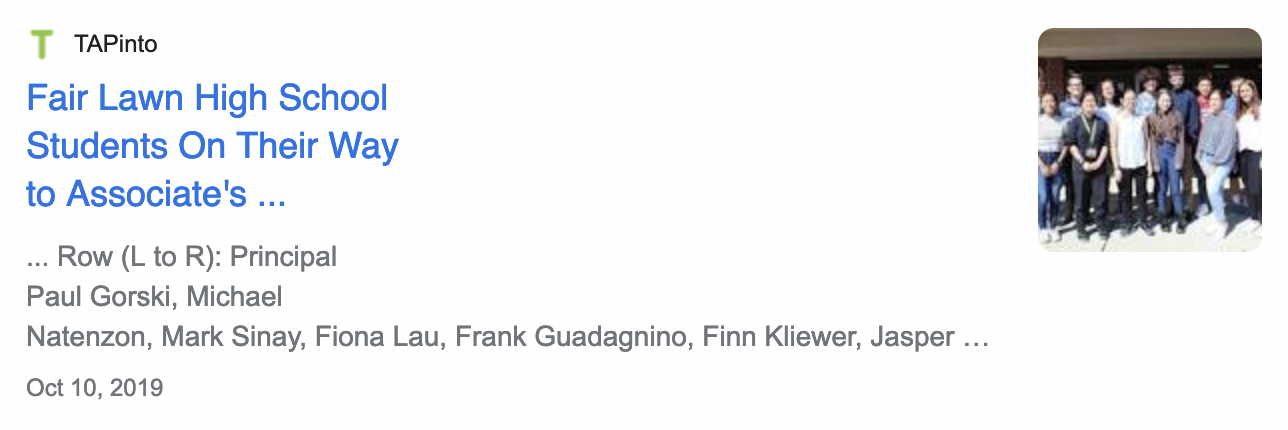 TAPinto
Fair Lawn High School
Students On Their Way
to Associate's ...
... Row (L to R): Principal
Paul Gorski, Michael
Natenzon, Mark Sinay, Fiona Lau, Frank Guadagnino, Finn Kliewer, Jasper …
Oct 10, 2019